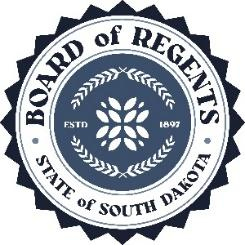 BOARD of REGENTS
ESTD 1897
STATE of SOUTH DAKOTA